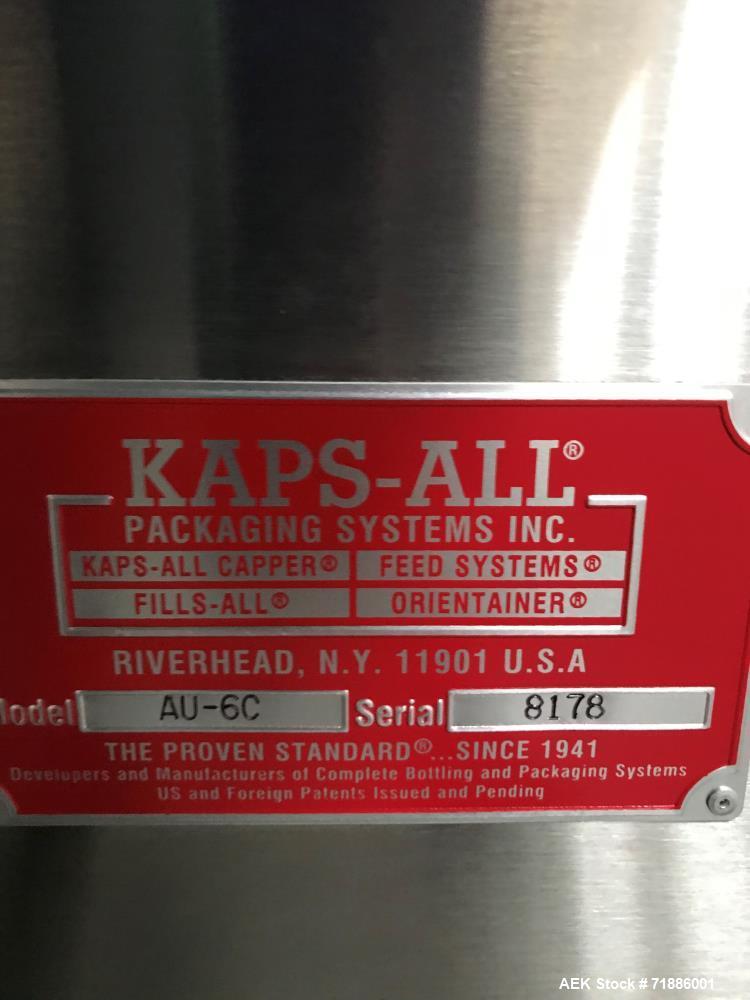 KAPS-ALL®
PACKAGING SYSTEMS INC.
KAPS-ALL CAPPER® FEED SYSTEMS®
FILLS-ALL® ORIENTAINER®
RIVERHEAD, N.Y. 11901 U.S.A
Model AU-6C Serial 8178
THE PROVEN STANDARD®...SINCE 1941
Developers and Manufacturers of Complete Bottling and Packaging Systems
US and Foreign Patents Issued and Pending
AEK Stock # 71886001